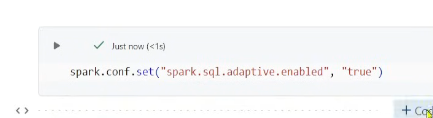 Just now (<1s)
spark.conf.set("spark.sql.adaptive.enabled", "true")
+